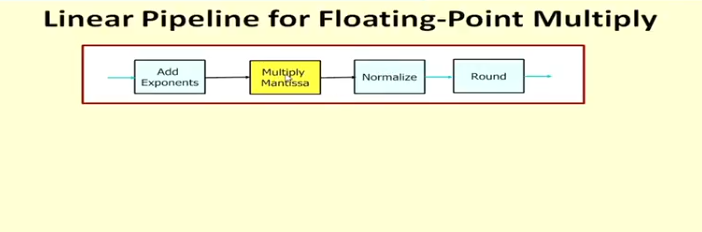 Linear Pipeline for Floating-Point Multiply
Add
Exponents
Multiply
Mantissa
Normalize
Round